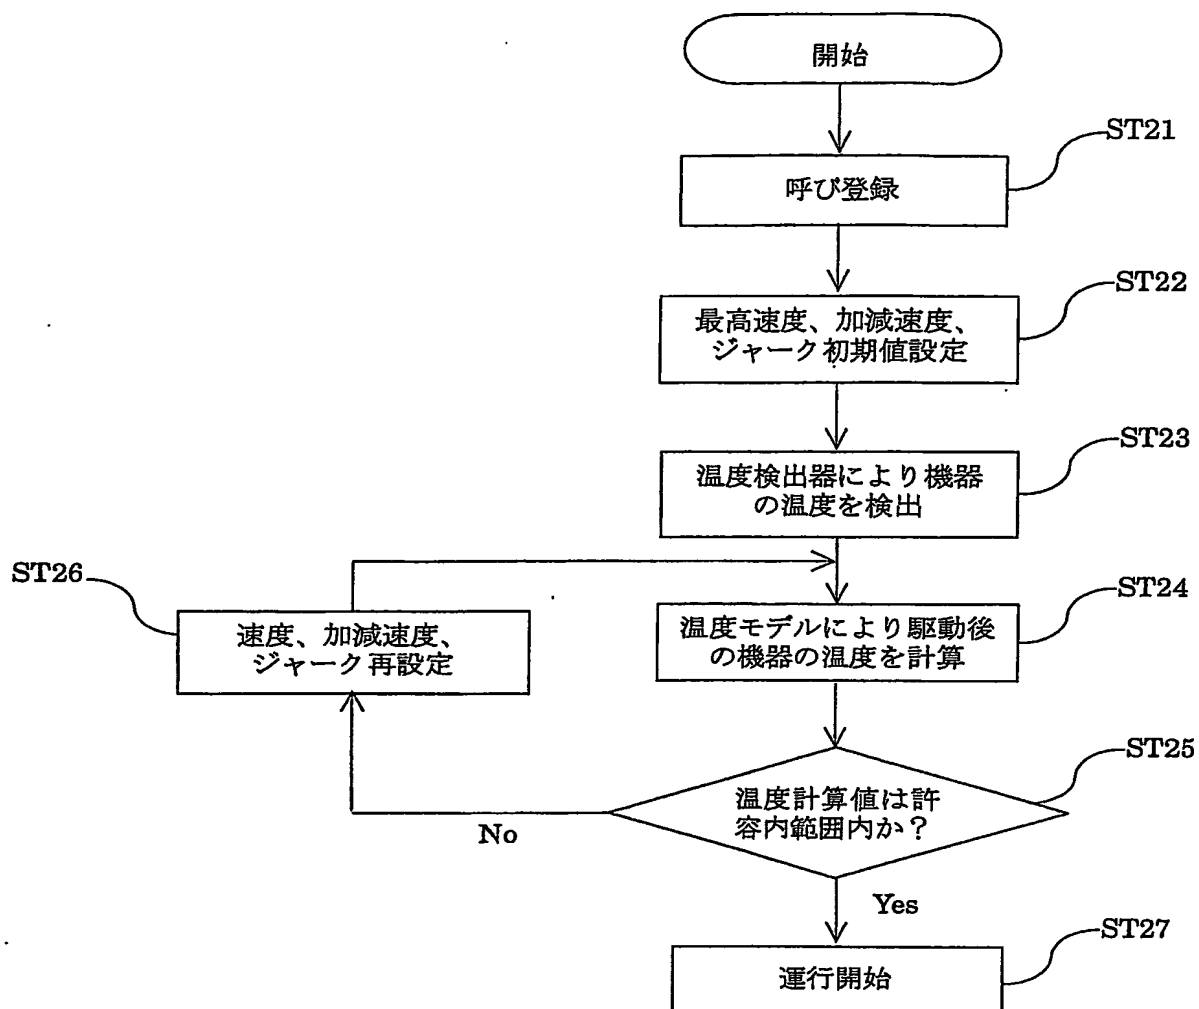 開始
ST21
呼び登録
ST22
最高速度、加減速度、
ジャーク初期値設定
ST23
温度検出器により機器
の温度を検出
ST26
速度、加減速度、
ジャーク再設定
ST24
温度モデルにより駆動後
の機器の温度を計算
ST25
温度計算値は許
容内範囲内か？
No
Yes
ST27
運行開始